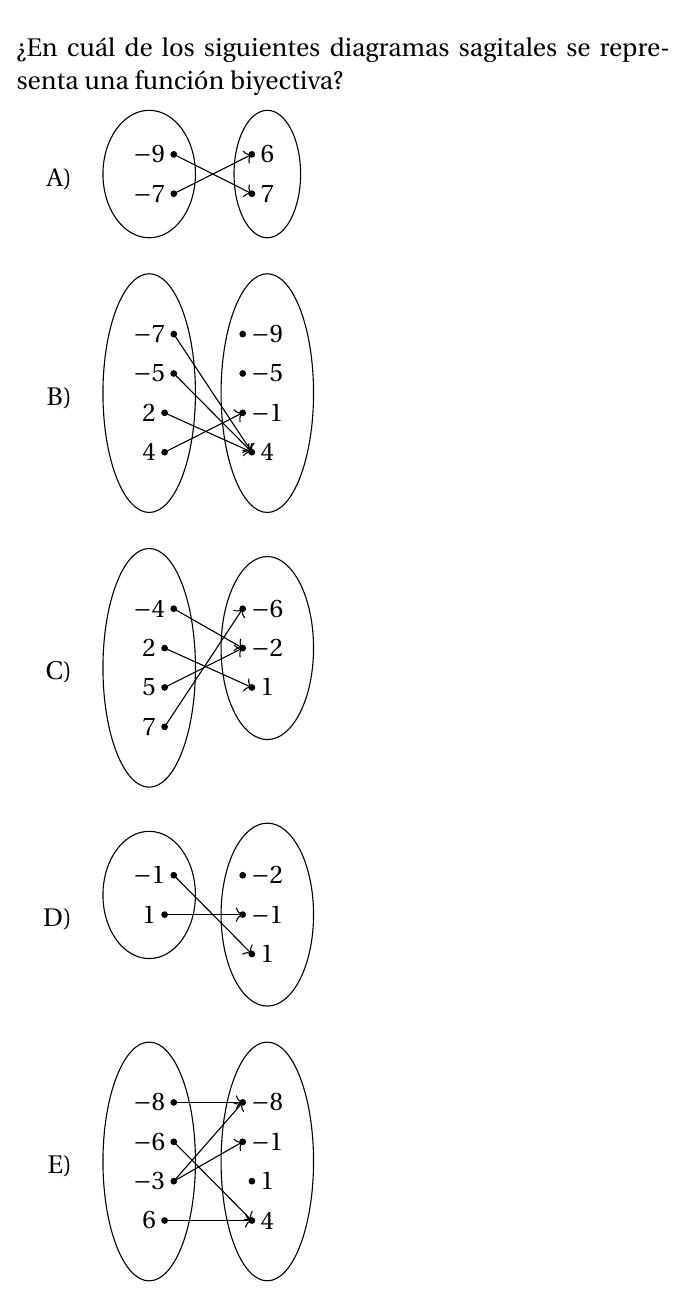 ¿En cuál de los siguientes diagramas sagitales se repre-
senta una función biyectiva?
A)
−9 6
−7 7
B)
−7 −9
−5 −5
2 −1
4 4
C)
−4 −6
2 −2
5 1
7
D)
−1 −2
1 −1
1
E)
−8 −8
−6 −1
−3 1
6 4